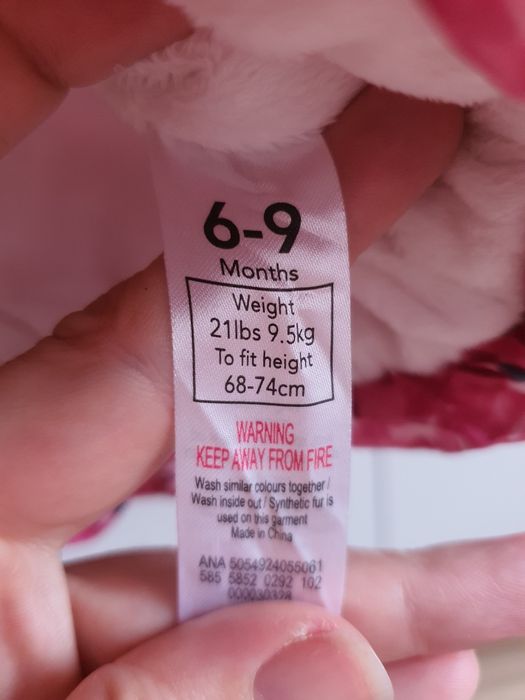 6-9
Months
Weight
21lbs 9.5kg
To fit height
68-74cm
WARNING
KEEP AWAY FROM FIRE
Wash similar colours together /
Wash inside out / Synthetic fur is
used on this garment
Made in China
ANA 5054924055061
585 5852 0292 102
000030328